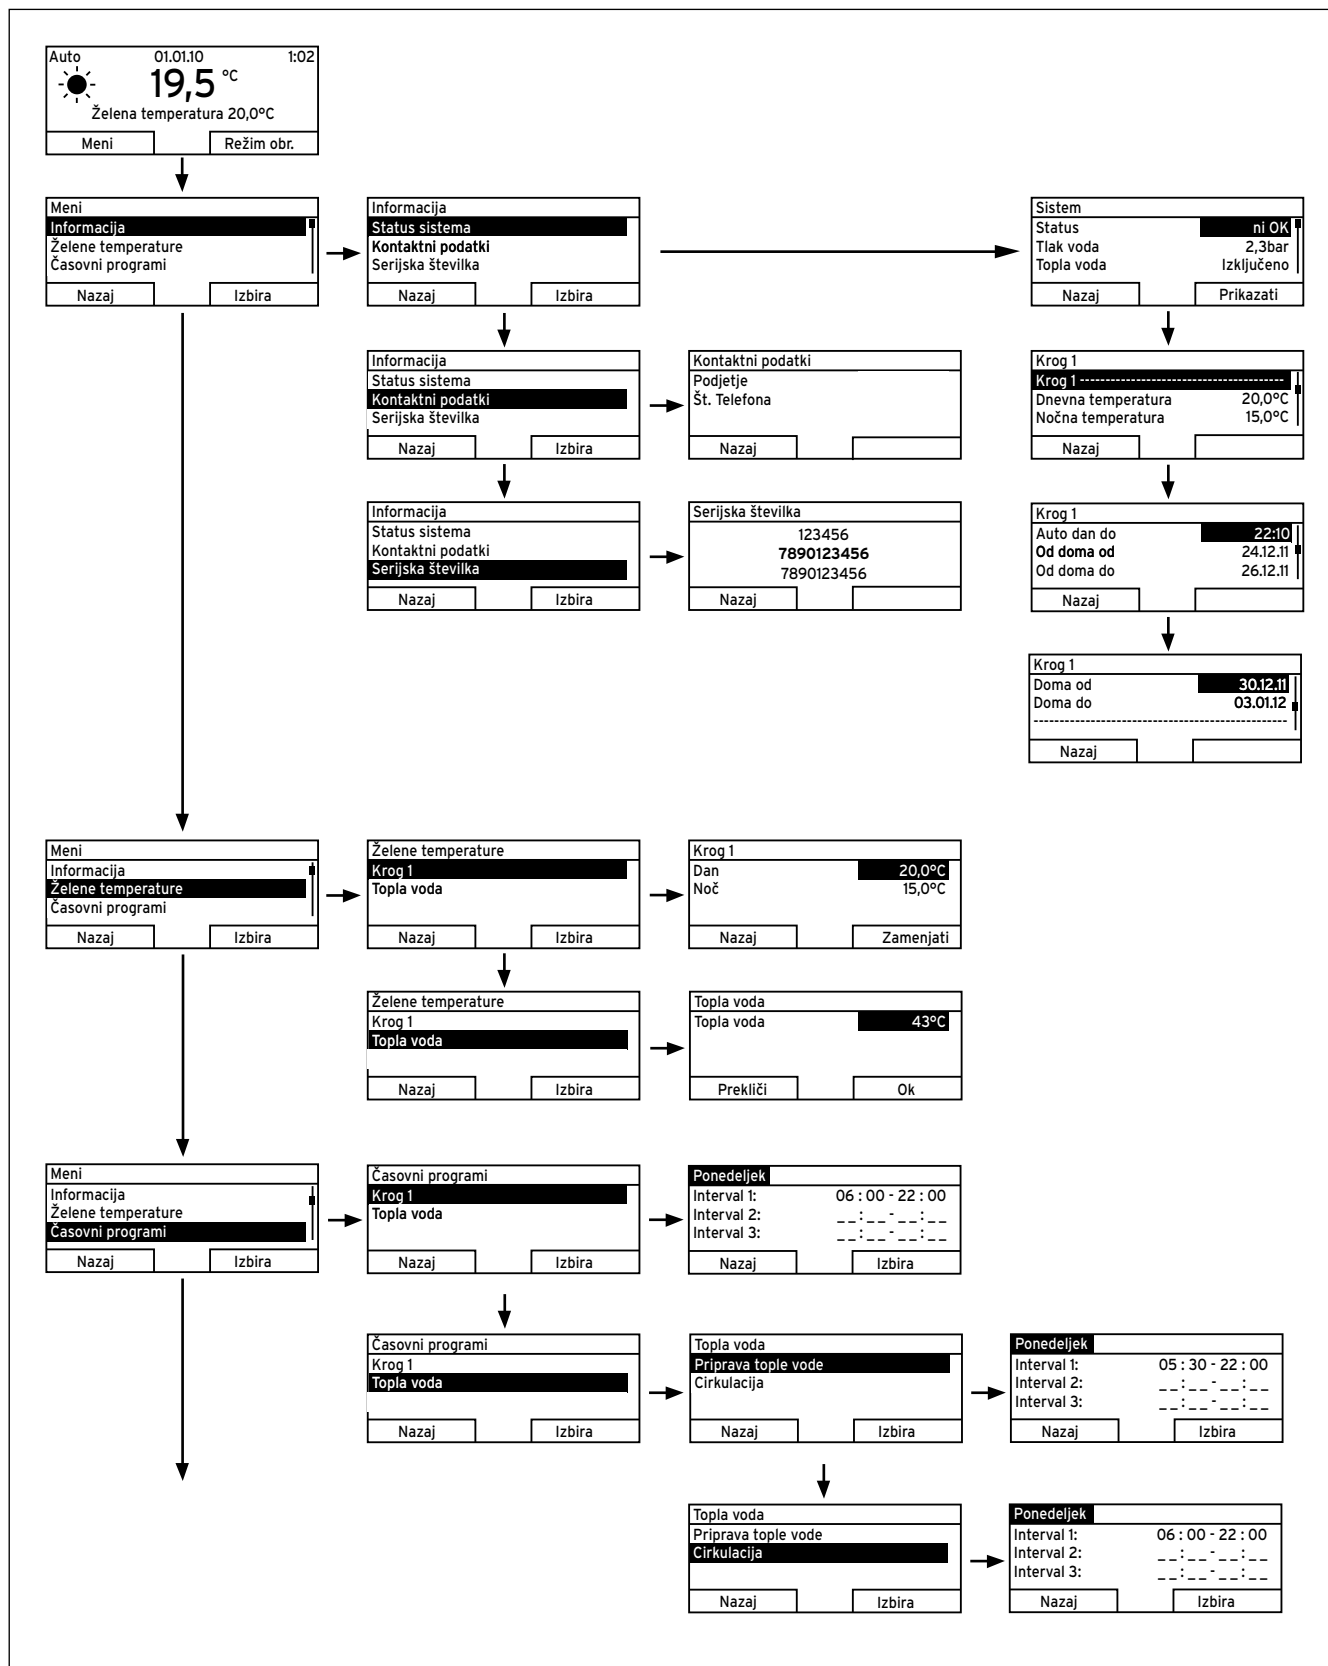 Auto 01.01.10 1:02
19,5 °C
Želena temperatura 20,0°C
Meni Režim obr.
Meni
Informacija
Želene temperature
Časovni programi
Nazaj Izbira
Informacija
Status sistema
Kontaktni podatki
Serijska številka
Nazaj Izbira
Sistem
Status ni OK
Tlak voda 2,3bar
Topla voda Izključeno
Nazaj Prikazati
Informacija
Status sistema
Kontaktni podatki
Serijska številka
Nazaj Izbira
Kontaktni podatki
Podjetje
Št. Telefona
Nazaj
Krog 1
Krog 1 ---------------------------------------
Dnevna temperatura 20,0°C
Nočna temperatura 15,0°C
Nazaj
Informacija
Status sistema
Kontaktni podatki
Serijska številka
Nazaj Izbira
Serijska številka
123456
7890123456
7890123456
Nazaj
Krog 1
Auto dan do 22:10
Od doma od 24.12.11
Od doma do 26.12.11
Nazaj
Krog 1
Doma od 30.12.11
Doma do 03.01.12
------------------------------------------------
Nazaj
Meni
Informacija
Želene temperature
Časovni programi
Nazaj Izbira
Želene temperature
Krog 1
Topla voda
Nazaj Izbira
Krog 1
Dan 20,0°C
Noč 15,0°C
Nazaj Zamenjati
Želene temperature
Krog 1
Topla voda
Nazaj Izbira
Topla voda
Topla voda 43°C
Prekliči Ok
Meni
Informacija
Želene temperature
Časovni programi
Nazaj Izbira
Časovni programi
Krog 1
Topla voda
Nazaj Izbira
Ponedeljek
Interval 1: 06 : 00 - 22 : 00
Interval 2: _ _ : _ _ - _ _ : _ _
Interval 3: _ _ : _ _ - _ _ : _ _
Nazaj Izbira
Časovni programi
Krog 1
Topla voda
Nazaj Izbira
Topla voda
Priprava tople vode
Cirkulacija
Nazaj Izbira
Ponedeljek
Interval 1: 05 : 30 - 22 : 00
Interval 2: _ _ : _ _ - _ _ : _ _
Interval 3: _ _ : _ _ - _ _ : _ _
Nazaj Izbira
Topla voda
Priprava tople vode
Cirkulacija
Nazaj Izbira
Ponedeljek
Interval 1: 06 : 00 - 22 : 00
Interval 2: _ _ : _ _ - _ _ : _ _
Interval 3: _ _ : _ _ - _ _ : _ _
Nazaj Izbira